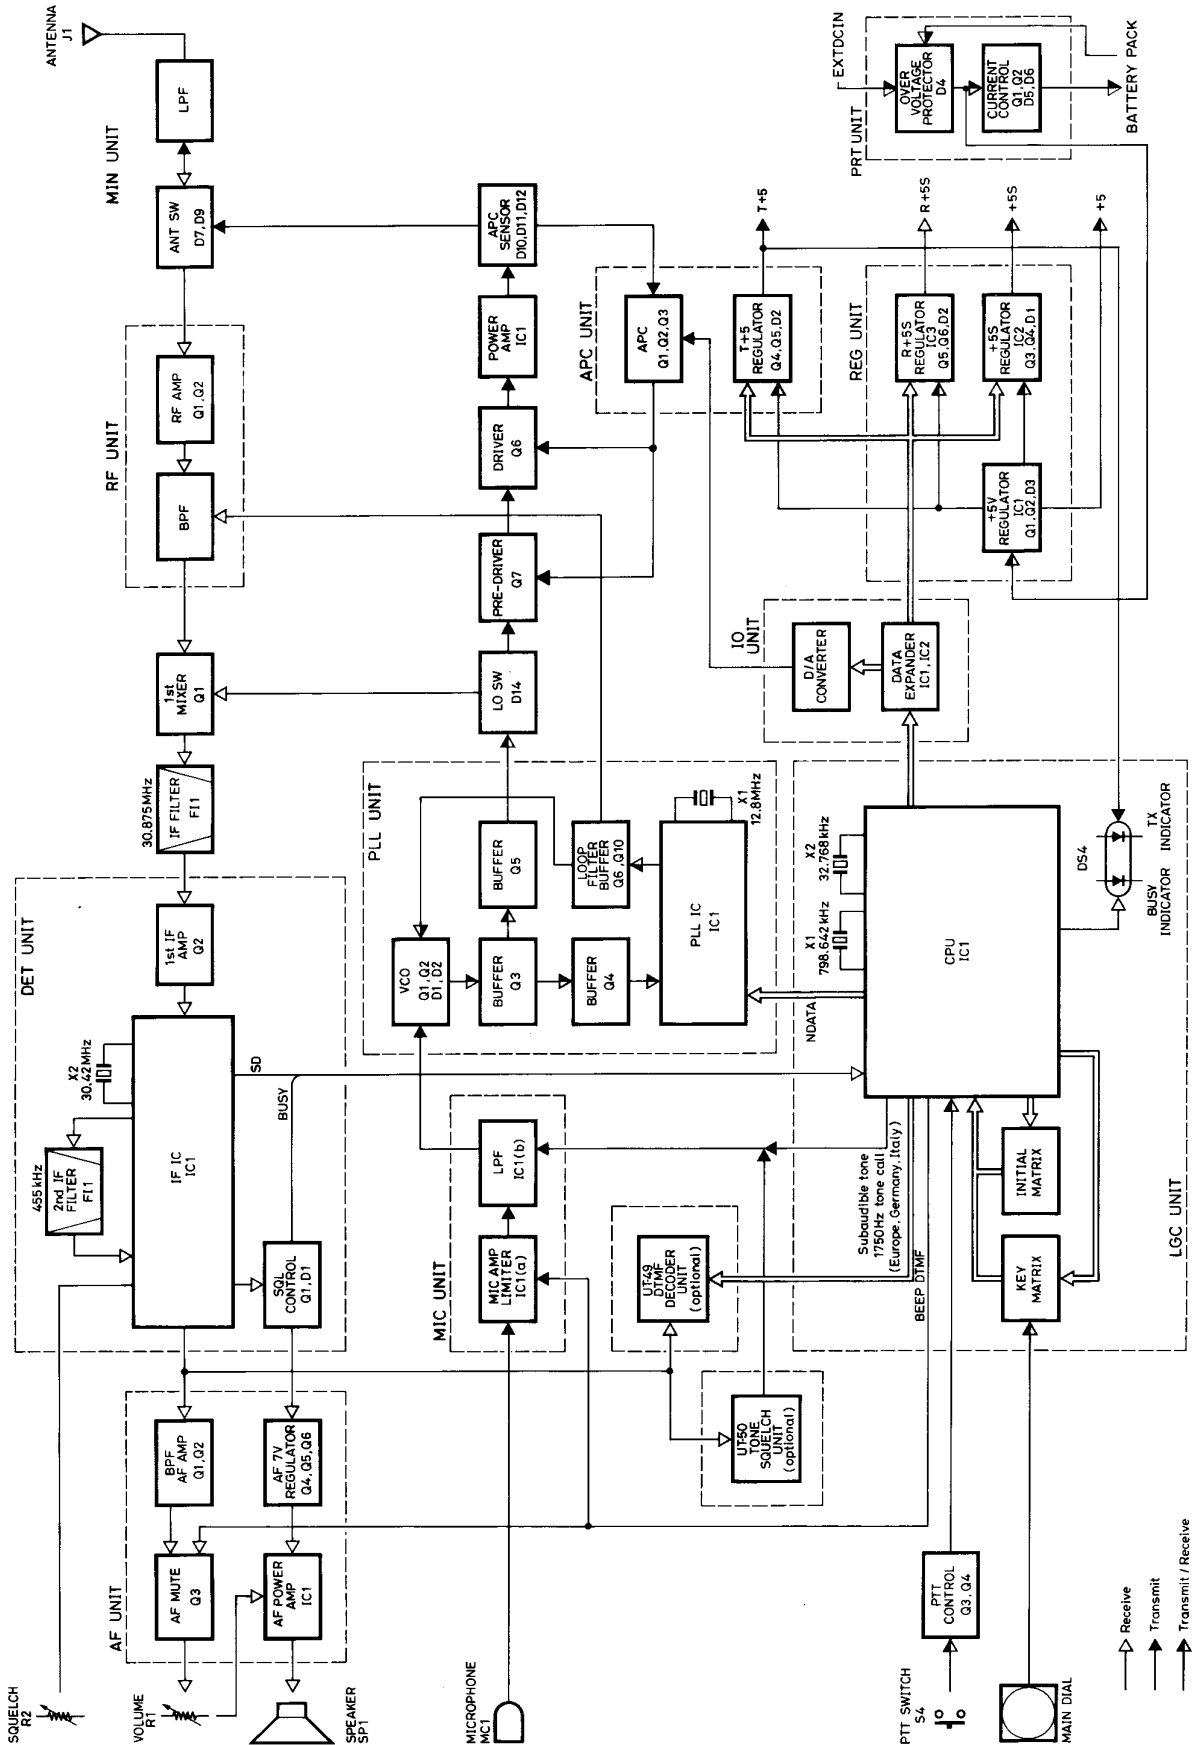 SQUELCH
R2
VOLUME
R1
SPEAKER
SP1
MICROPHONE
MC1
PTT SWITCH
S4
MAIN DIAL
AF UNIT
AF MUTE
Q3
BPF
AF AMP
Q1,Q2
AF POWER
AMP
IC1
AF 7V
REGULATOR
Q4,Q5,Q6
DET UNIT
455kHz
2nd IF
FILTER
FI1
X2
30.42MHz
IF IC
IC1
SQL
CONTROL
Q1,D1
BUSY
SD
1st IF
AMP
Q2
30.875MHz
IF FILTER
FI1
1st
MIXER
Q1
RF UNIT
BPF
RF AMP
Q1,Q2
MIN UNIT
ANT SW
D7,D9
LPF
ANTENNA
J1
MIC UNIT
MIC AMP
LIMITER
IC1(a)
LPF
IC1(b)
PLL UNIT
VCO
Q1,Q2
D1,D2
BUFFER
Q3
BUFFER
Q5
BUFFER
Q4
LOOP
FILTER
BUFFER
Q6,Q10
PLL IC
IC1
X1
12.8MHz
LO SW
D14
PRE-DRIVER
Q7
DRIVER
Q6
POWER
AMP
IC1
APC
SENSOR
D10,D11,D12
APC UNIT
APC
Q1,Q2,Q3
T+5
REGULATOR
Q4,Q5,D2
T+5
UT-49
DTMF
DECODER
UNIT
(optional)
UT-50
TONE
SQUELCH
UNIT
(optional)
Subaudible tone
1750Hz tone call
(Europe, Germany, Italy)
BEEP DTMF
NDATA
LGC UNIT
CPU
IC1
X1
798.642kHz
X2
32.768kHz
INITIAL
MATRIX
KEY
MATRIX
DS4
BUSY
INDICATOR
TX
INDICATOR
PTT
CONTROL
Q3,Q4
IO
UNIT
D/A
CONVERTER
DATA
EXPANDER
IC1,IC2
REG UNIT
R+5S
REGULATOR
IC3
Q5,Q6,D2
+5S
REGULATOR
IC2
Q3,Q4,D1
+5V
REGULATOR
IC1
Q1,Q2,D3
R+5S
+5S
+5
PRT UNIT
EXTDCIN
OVER
VOLTAGE
PROTECTOR
D4
CURRENT
CONTROL
Q1,Q2
D5,D6
BATTERY PACK
Receive
Transmit
Transmit / Receive